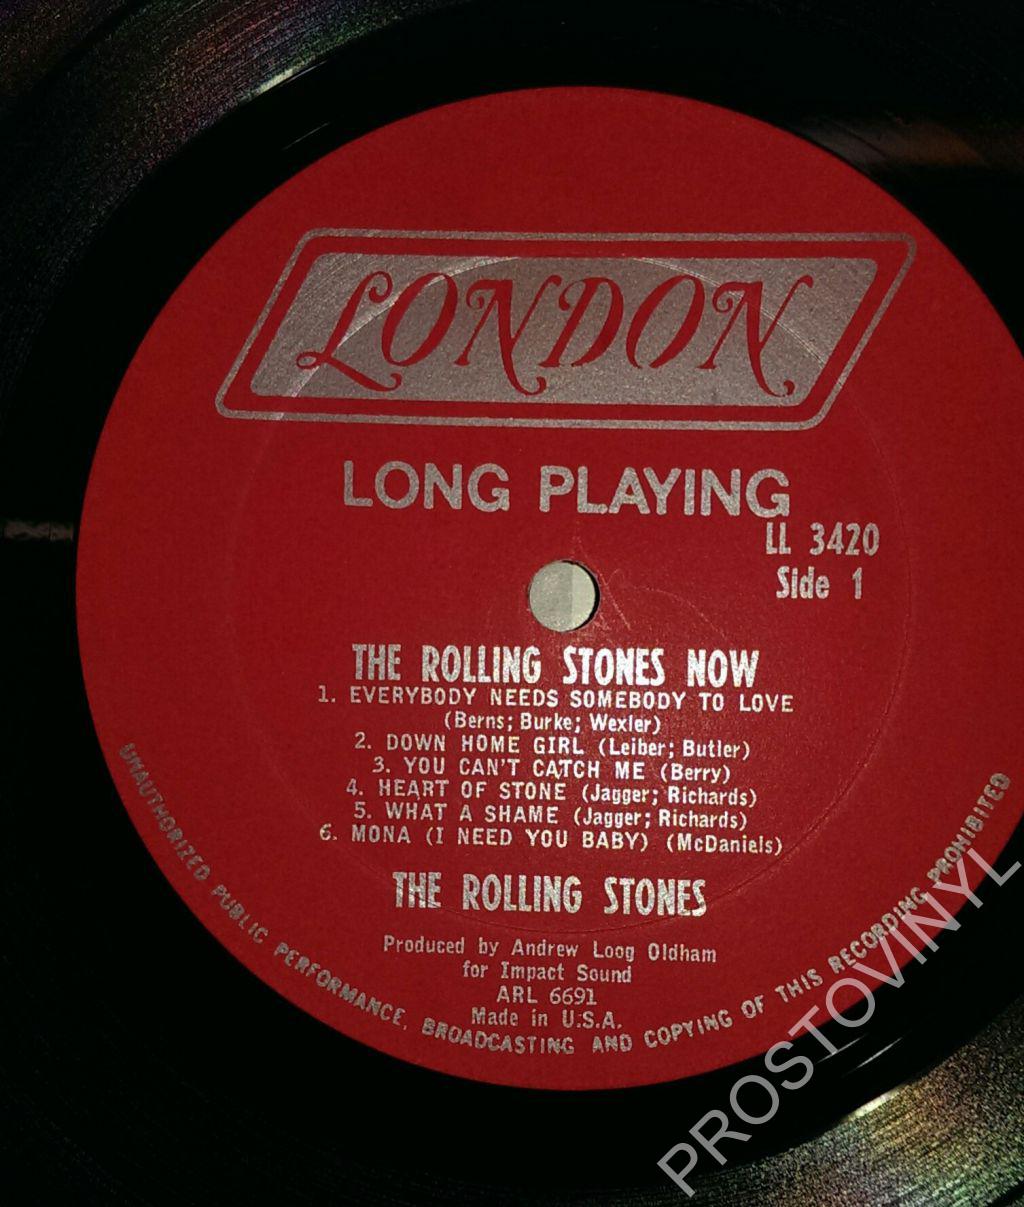 LONDON
LONG PLAYING
LL 3420
Side 1
THE ROLLING STONES NOW
1. EVERYBODY NEEDS SOMEBODY TO LOVE
(Berns; Burke; Wexler)
2. DOWN HOME GIRL (Leiber; Butler)
3. YOU CAN'T CATCH ME (Berry)
4. HEART OF STONE (Jagger; Richards)
5. WHAT A SHAME (Jagger; Richards)
6. MONA (I NEED YOU BABY) (McDaniels)
THE ROLLING STONES
Produced by Andrew Loog Oldham
for Impact Sound
ARL 6691
Made in U.S.A.
UNAUTHORIZED PUBLIC PERFORMANCE, BROADCASTING AND COPYING OF THIS RECORDING PROHIBITED
PROSTOVINYL